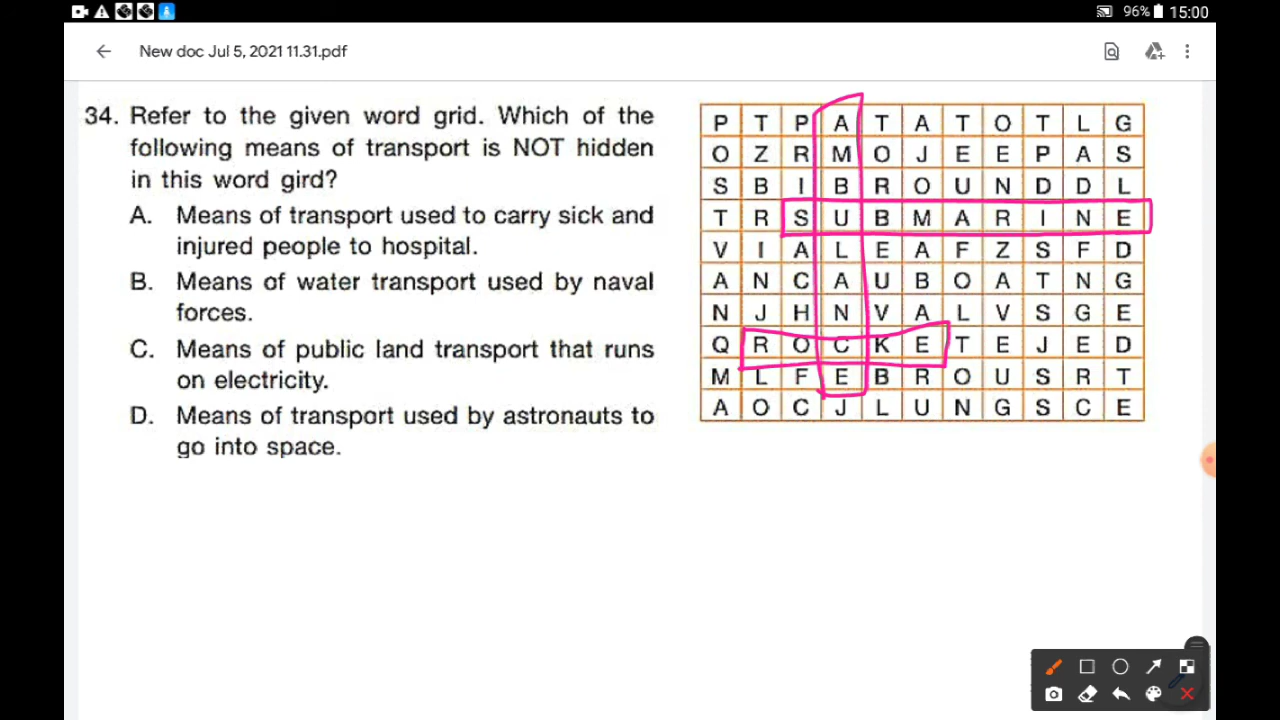 96% 15:00
New doc Jul 5, 2021 11.31.pdf
34. Refer to the given word grid. Which of the
following means of transport is NOT hidden
in this word gird?
A. Means of transport used to carry sick and
injured people to hospital.
B. Means of water transport used by naval
forces.
C. Means of public land transport that runs
on electricity.
D. Means of transport used by astronauts to
go into space.
P T P A T A T O T L G
O Z R M O J E E P A S
S B I B R O U N D D L
T R S U B M A R I N E
V I A L E A F Z S F D
A N C A U B O A T N G
N J H N V A L V S G E
Q R O C K E T E J E D
M L F E B R O U S R T
A O C J L U N G S C E